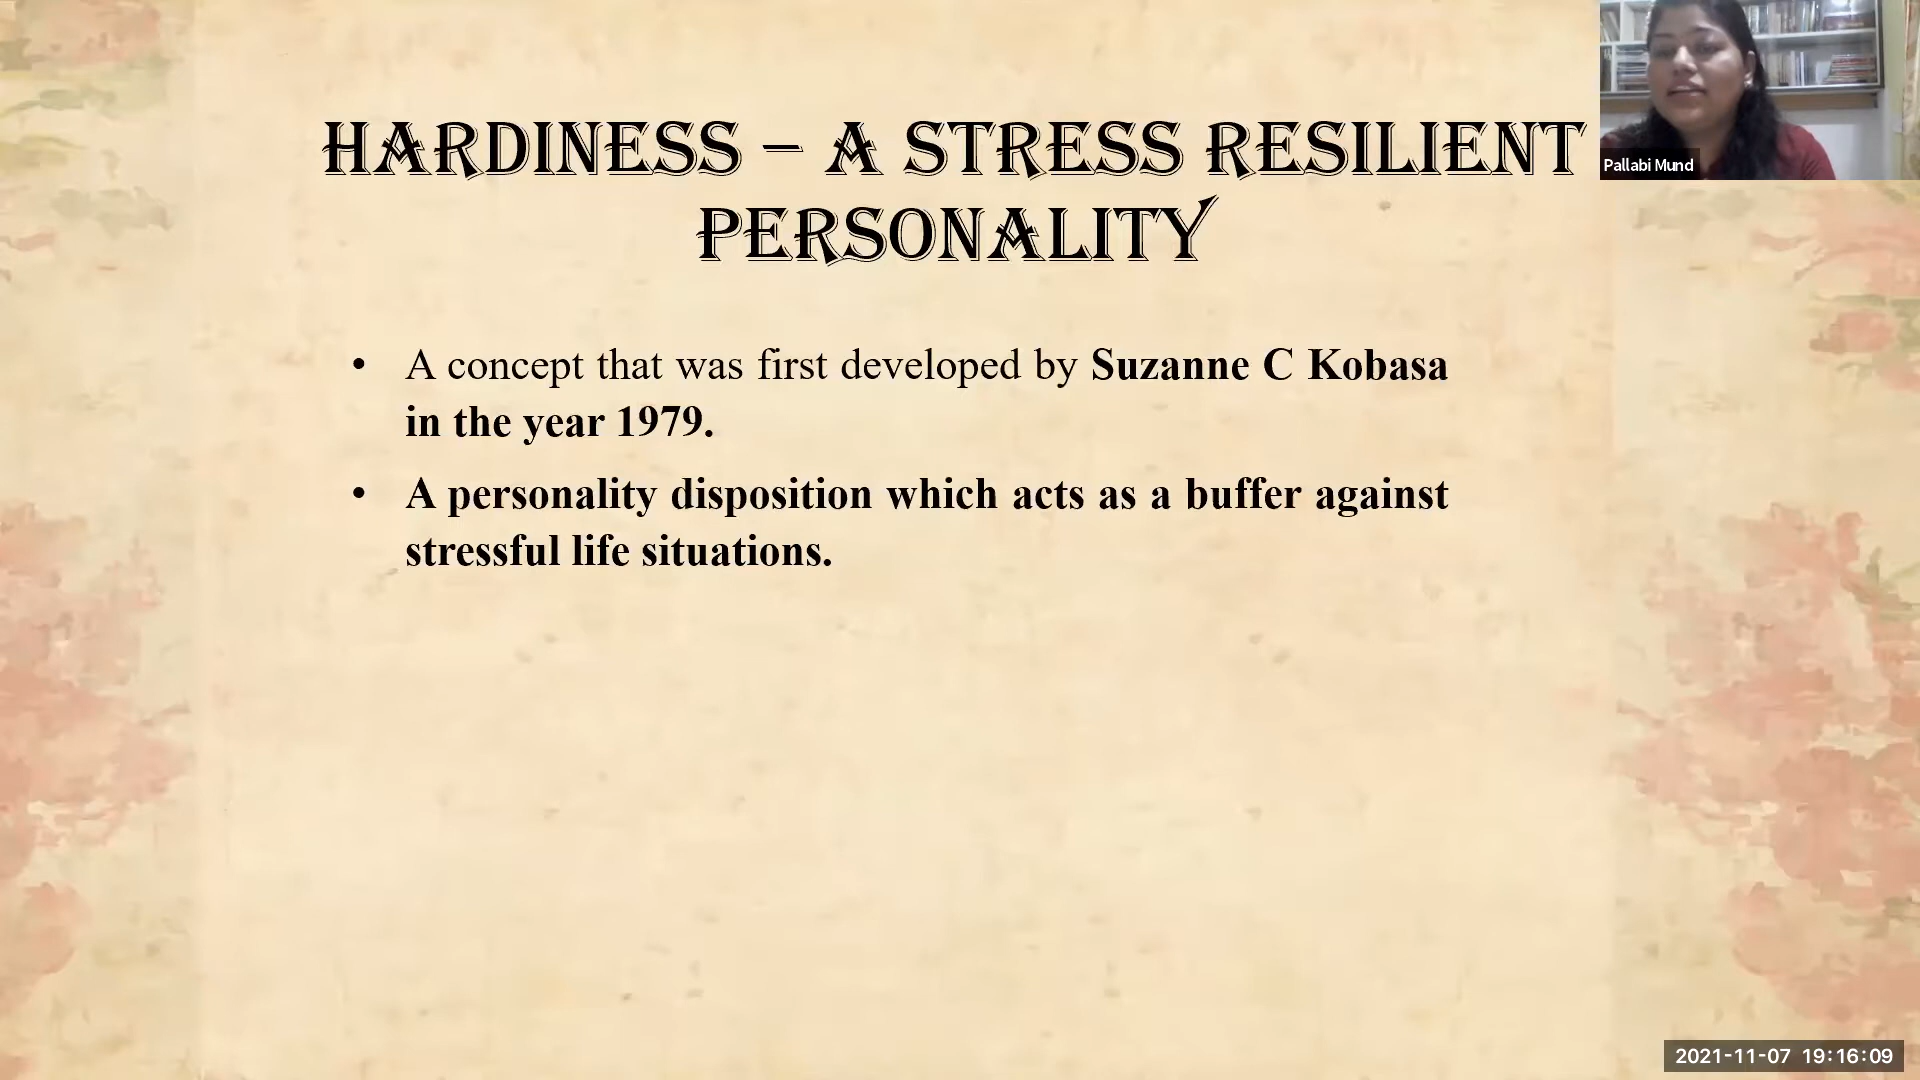 HARDINESS – A STRESS RESILIENT
PERSONALITY
Pallabi Mund
• A concept that was first developed by Suzanne C Kobasa
in the year 1979.
• A personality disposition which acts as a buffer against
stressful life situations.
2021-11-07 19:16:09